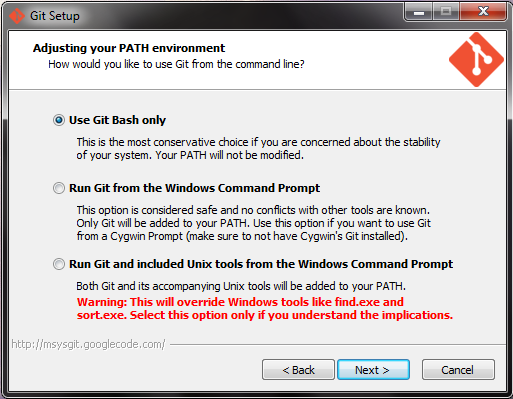 Git Setup
Adjusting your PATH environment
How would you like to use Git from the command line?
Use Git Bash only
This is the most conservative choice if you are concerned about the stability
of your system. Your PATH will not be modified.
Run Git from the Windows Command Prompt
This option is considered safe and no conflicts with other tools are known.
Only Git will be added to your PATH. Use this option if you want to use Git
from a Cygwin Prompt (make sure to not have Cygwin's Git installed).
Run Git and included Unix tools from the Windows Command Prompt
Both Git and its accompanying Unix tools will be added to your PATH.
Warning: This will override Windows tools like find.exe and
sort.exe. Select this option only if you understand the implications.
http://msysgit.googlecode.com/
< Back
Next >
Cancel